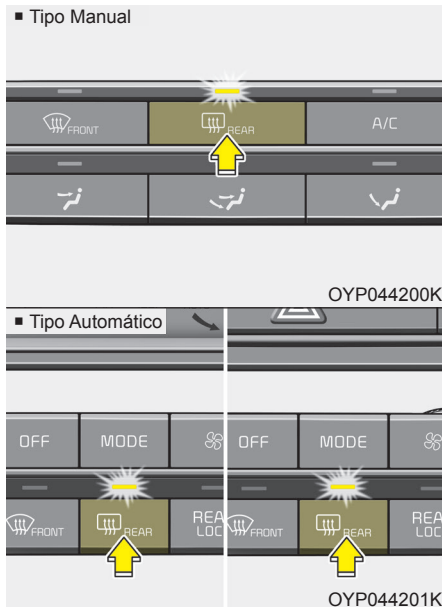 ▪ Tipo Manual
FRONT REAR A/C
OYP044200K
▪ Tipo Automático
OFF MODE OFF MODE
FRONT REAR REA LOC FRONT REAR REA LOC
OYP044201K